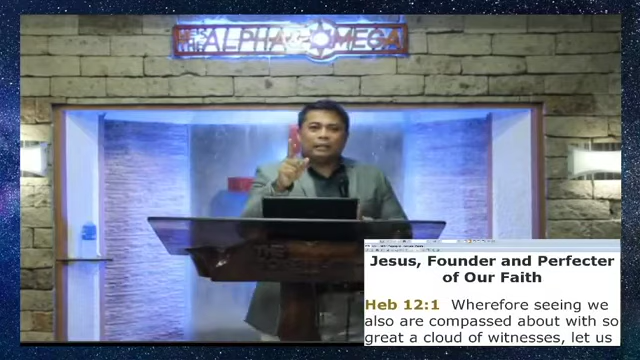 ALPHA OMEGA
Jesus, Founder and Perfecter
of Our Faith
Heb 12:1 Wherefore seeing we
also are compassed about with so
great a cloud of witnesses, let us